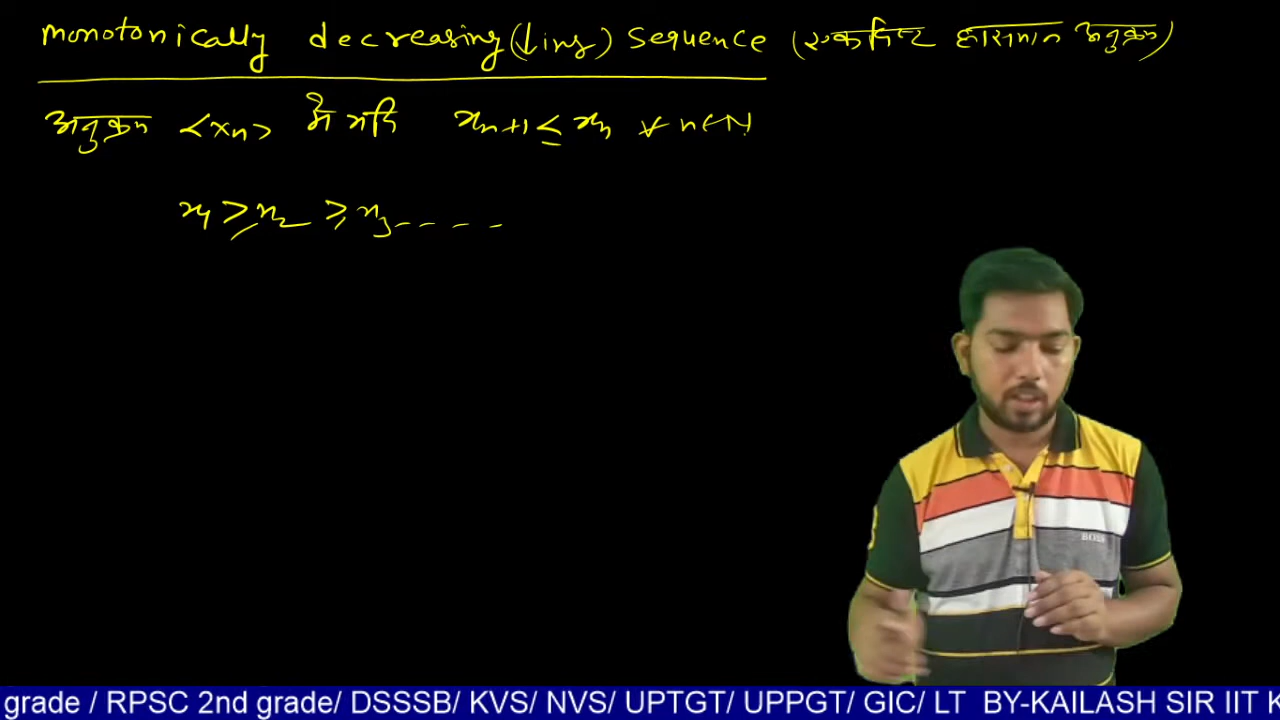 monotonically decreasing (↓ing) sequence (एकदिष्ट ह्रासमान अनुक्रम)
अनुक्रम <xn> में यदि xn+1 ≤ xn ∀ n∈N
x1 ≥ x2 ≥ x3 - - - -
BOSS
grade / RPSC 2nd grade/ DSSSB/ KVS/ NVS/ UPTGT/ UPPGT/ GIC/ LT BY-KAILASH SIR IIT K